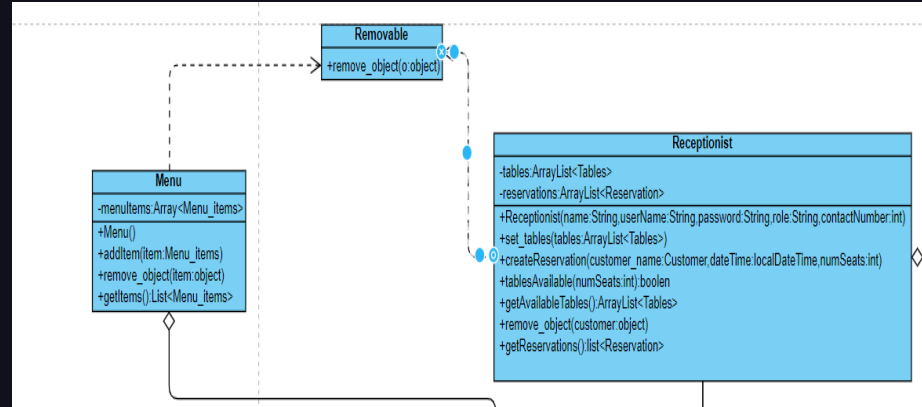 Removable
+remove_object(o:object)
Receptionist
-tables:ArrayList<Tables>
-reservations:ArrayList<Reservation>
+Receptionist(name:String,userName:String,password:String,role:String,contactNumber:int)
+set_tables(tables:ArrayList<Tables>)
+createReservation(customer_name:Customer,dateTime:localDateTime,numSeats:int)
+tablesAvailable(numSeats:int):boolen
+getAvailableTables():ArrayList<Tables>
+remove_object(customer:object)
+getReservations():list<Reservation>
Menu
-menuItems:Array<Menu_items>
+Menu()
+addItem(item:Menu_items)
+remove_object(item:object)
+getItems():List<Menu_items>